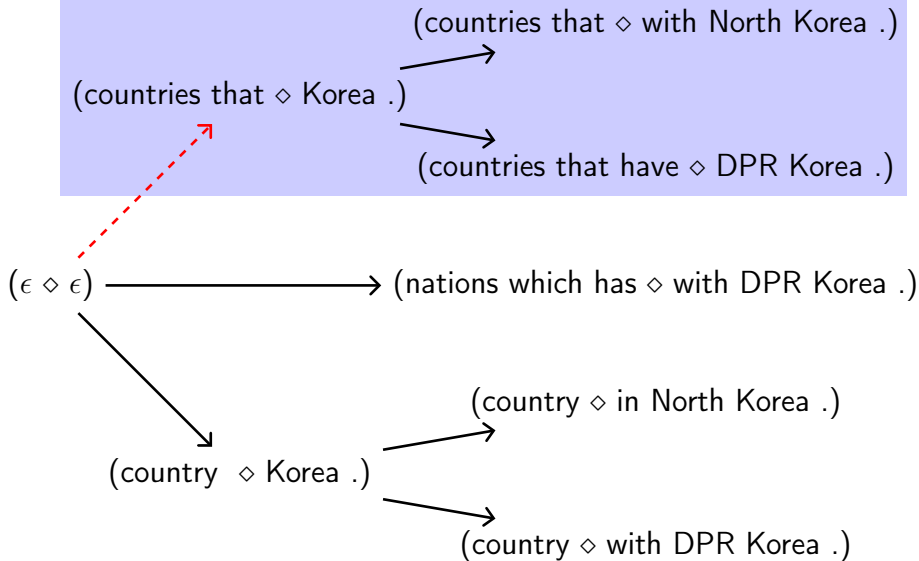 (countries that ⋄ with North Korea .)
(countries that ⋄ Korea .)
(countries that have ⋄ DPR Korea .)
(ϵ ⋄ ϵ)
(nations which has ⋄ with DPR Korea .)
(country ⋄ in North Korea .)
(country ⋄ Korea .)
(country ⋄ with DPR Korea .)